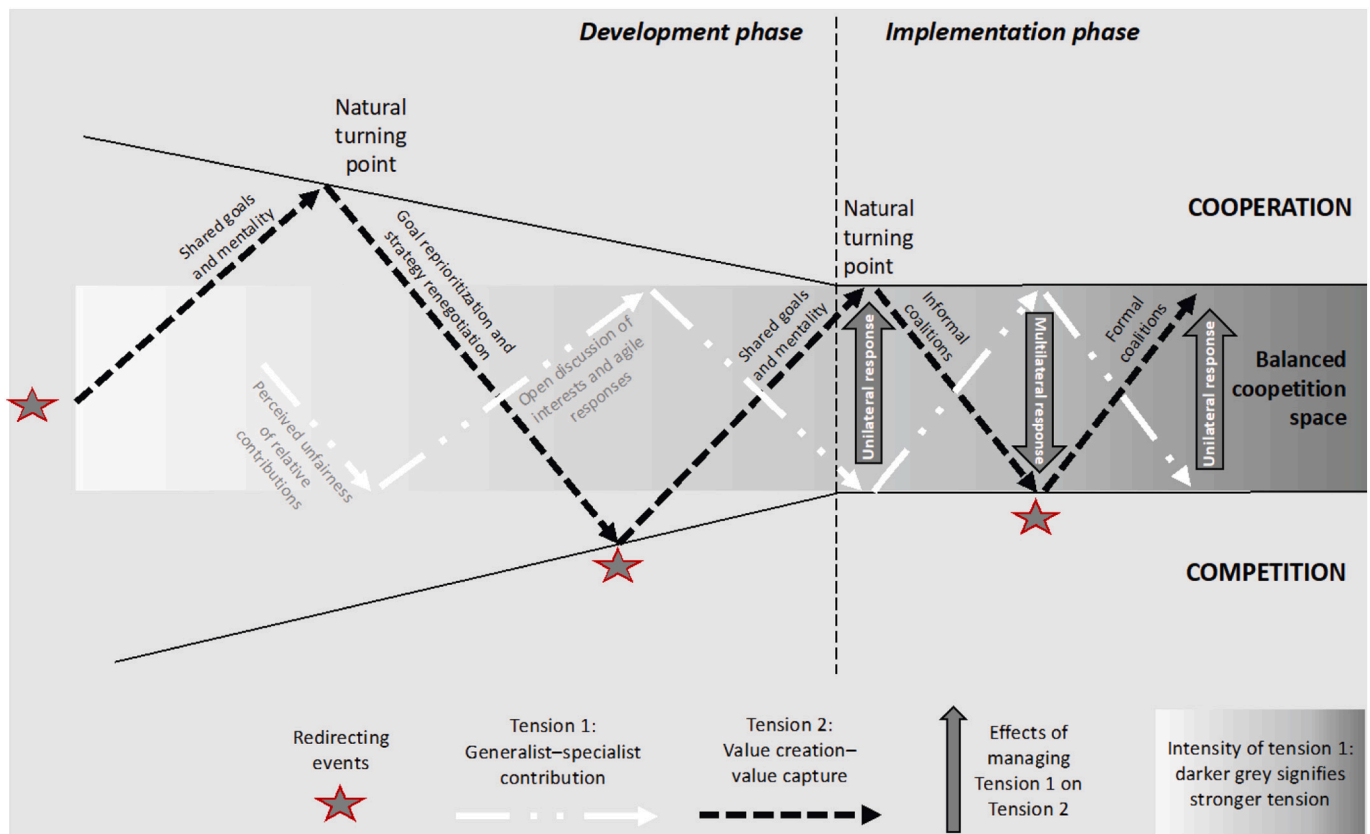 Development phase
Implementation phase
Natural
turning
point
Shared goals
and mentality
Goal reprioritization and
strategy renegotiation
Perceived unfairness
of relative
contributions
Open discussion of
interests and agile
responses
Shared goals
and mentality
Natural
turning
point
Unilateral response
Informal
coalitions
Multilateral response
Formal
coalitions
Unilateral response
COOPERATION
Balanced
coopetition
space
COMPETITION
Redirecting
events
Tension 1:
Generalist–specialist
contribution
Tension 2:
Value creation–
value capture
Effects of
managing
Tension 1 on
Tension 2
Intensity of tension 1:
darker grey signifies
stronger tension